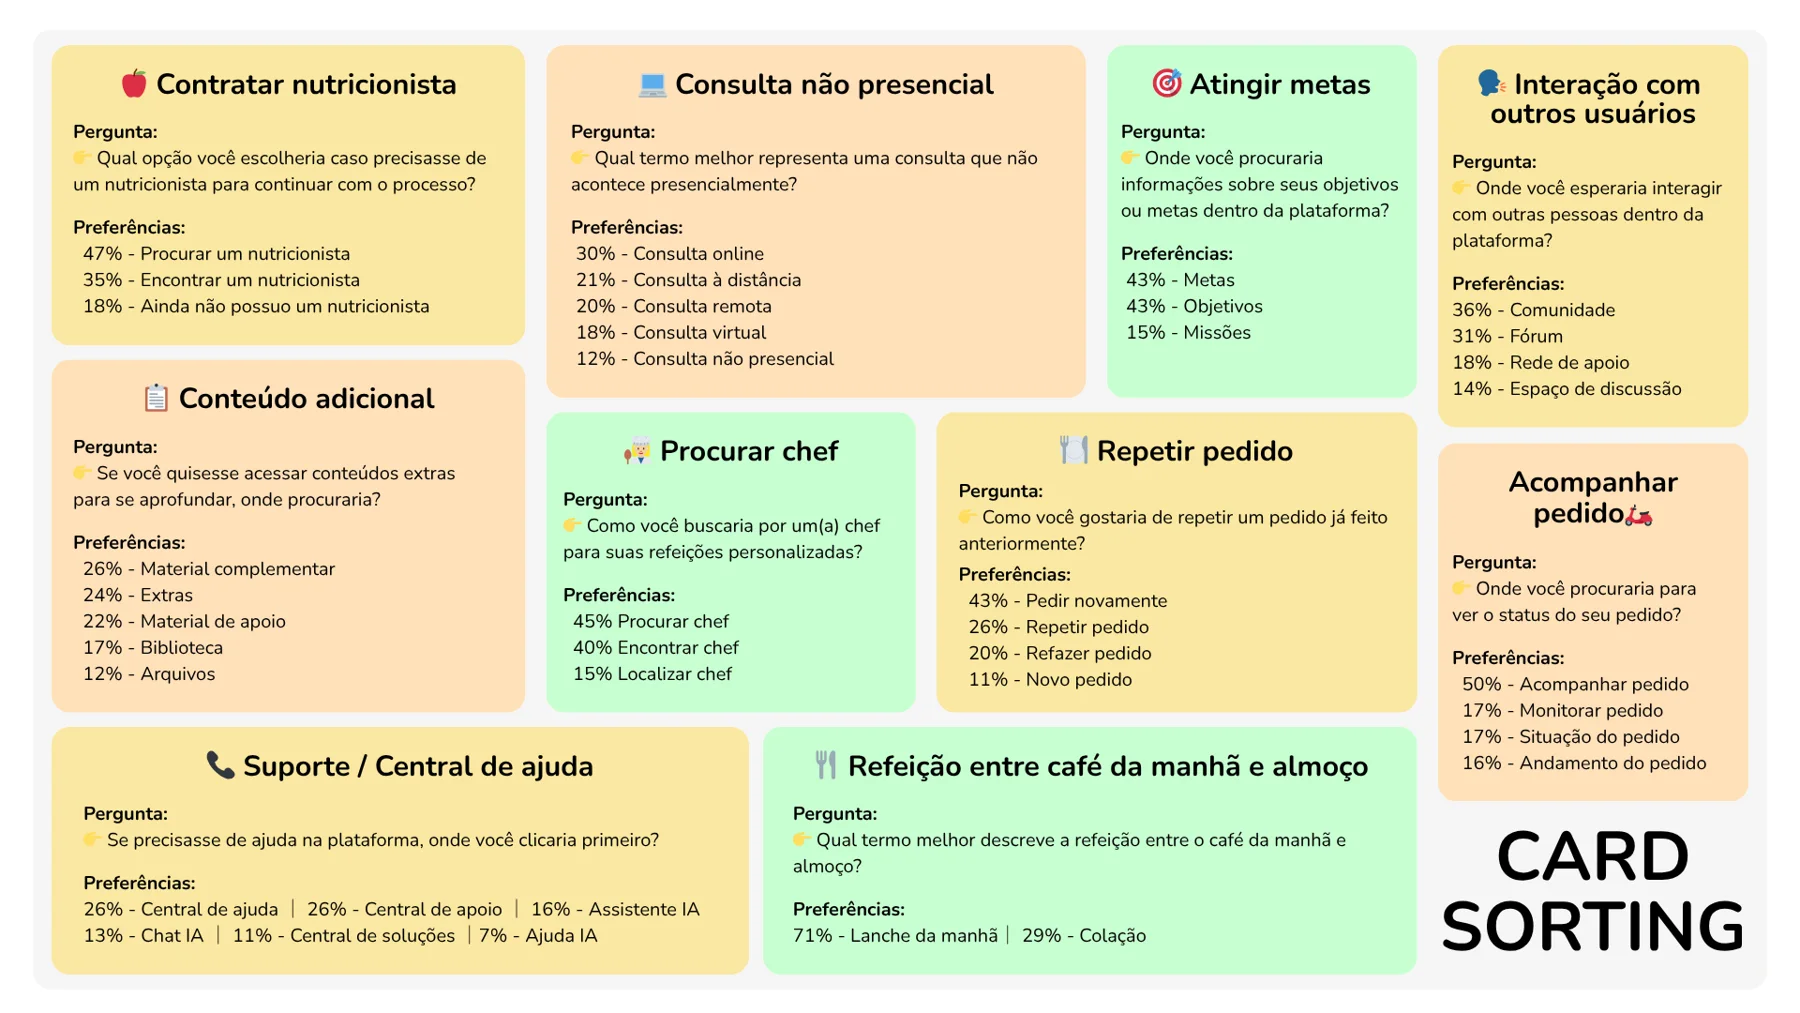 Contratar nutricionista
Pergunta:
👉 Qual opção você escolheria caso precisasse de
um nutricionista para continuar com o processo?
Preferências:
47% - Procurar um nutricionista
35% - Encontrar um nutricionista
18% - Ainda não possuo um nutricionista
Consulta não presencial
Pergunta:
👉 Qual termo melhor representa uma consulta que não
acontece presencialmente?
Preferências:
30% - Consulta online
21% - Consulta à distância
20% - Consulta remota
18% - Consulta virtual
12% - Consulta não presencial
Atingir metas
Pergunta:
👉 Onde você procuraria
informações sobre seus objetivos
ou metas dentro da plataforma?
Preferências:
43% - Metas
43% - Objetivos
15% - Missões
Interação com
outros usuários
Pergunta:
👉 Onde você esperaria interagir
com outras pessoas dentro da
plataforma?
Preferências:
36% - Comunidade
31% - Fórum
18% - Rede de apoio
14% - Espaço de discussão
Conteúdo adicional
Pergunta:
👉 Se você quisesse acessar conteúdos extras
para se aprofundar, onde procuraria?
Preferências:
26% - Material complementar
24% - Extras
22% - Material de apoio
17% - Biblioteca
12% - Arquivos
Procurar chef
Pergunta:
👉 Como você buscaria por um(a) chef
para suas refeições personalizadas?
Preferências:
45% Procurar chef
40% Encontrar chef
15% Localizar chef
Repetir pedido
Pergunta:
👉 Como você gostaria de repetir um pedido já feito
anteriormente?
Preferências:
43% - Pedir novamente
26% - Repetir pedido
20% - Refazer pedido
11% - Novo pedido
Acompanhar
pedido
Pergunta:
👉 Onde você procuraria para
ver o status do seu pedido?
Preferências:
50% - Acompanhar pedido
17% - Monitorar pedido
17% - Situação do pedido
16% - Andamento do pedido
Suporte / Central de ajuda
Pergunta:
👉 Se precisasse de ajuda na plataforma, onde você clicaria primeiro?
Preferências:
26% - Central de ajuda | 26% - Central de apoio | 16% - Assistente IA
13% - Chat IA | 11% - Central de soluções | 7% - Ajuda IA
Refeição entre café da manhã e almoço
Pergunta:
👉 Qual termo melhor descreve a refeição entre o café da manhã e
almoço?
Preferências:
71% - Lanche da manhã | 29% - Colação
CARD
SORTING